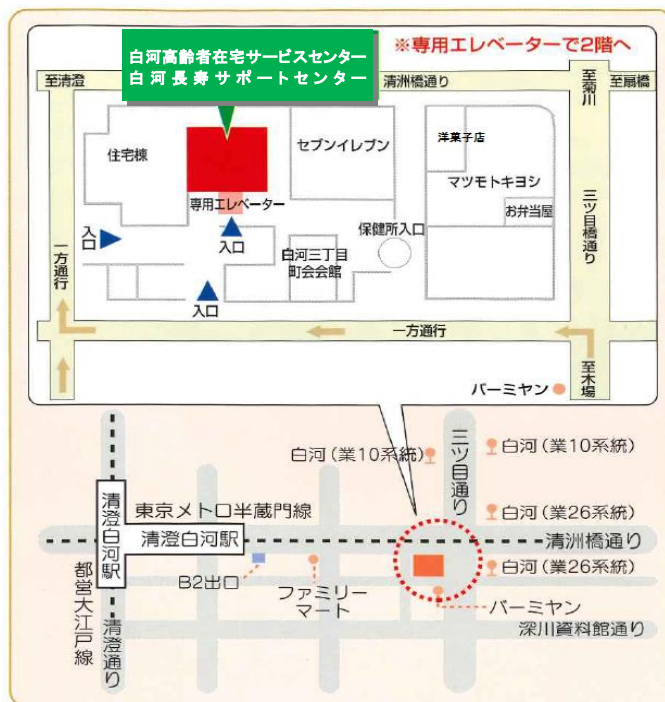 白河高齢者在宅サービスセンター
白河長寿サポートセンター
※専用エレベーターで2階へ
至清澄
清洲橋通り
至菊川
至扇橋
住宅棟
セブンイレブン
洋菓子店
マツモトキヨシ
お弁当屋
三ツ目橋通り
専用エレベーター
保健所入口
入口
入口
白河三丁目
町会会館
入口
一方通行
一方通行
至木場
バーミヤン
白河(業10系統)
三ツ目通り
白河(業10系統)
東京メトロ半蔵門線
白河(業26系統)
清澄白河駅
清澄白河駅
清洲橋通り
B2出口
ファミリー
マート
白河(業26系統)
バーミヤン
都営大江戸線
清澄通り
深川資料館通り